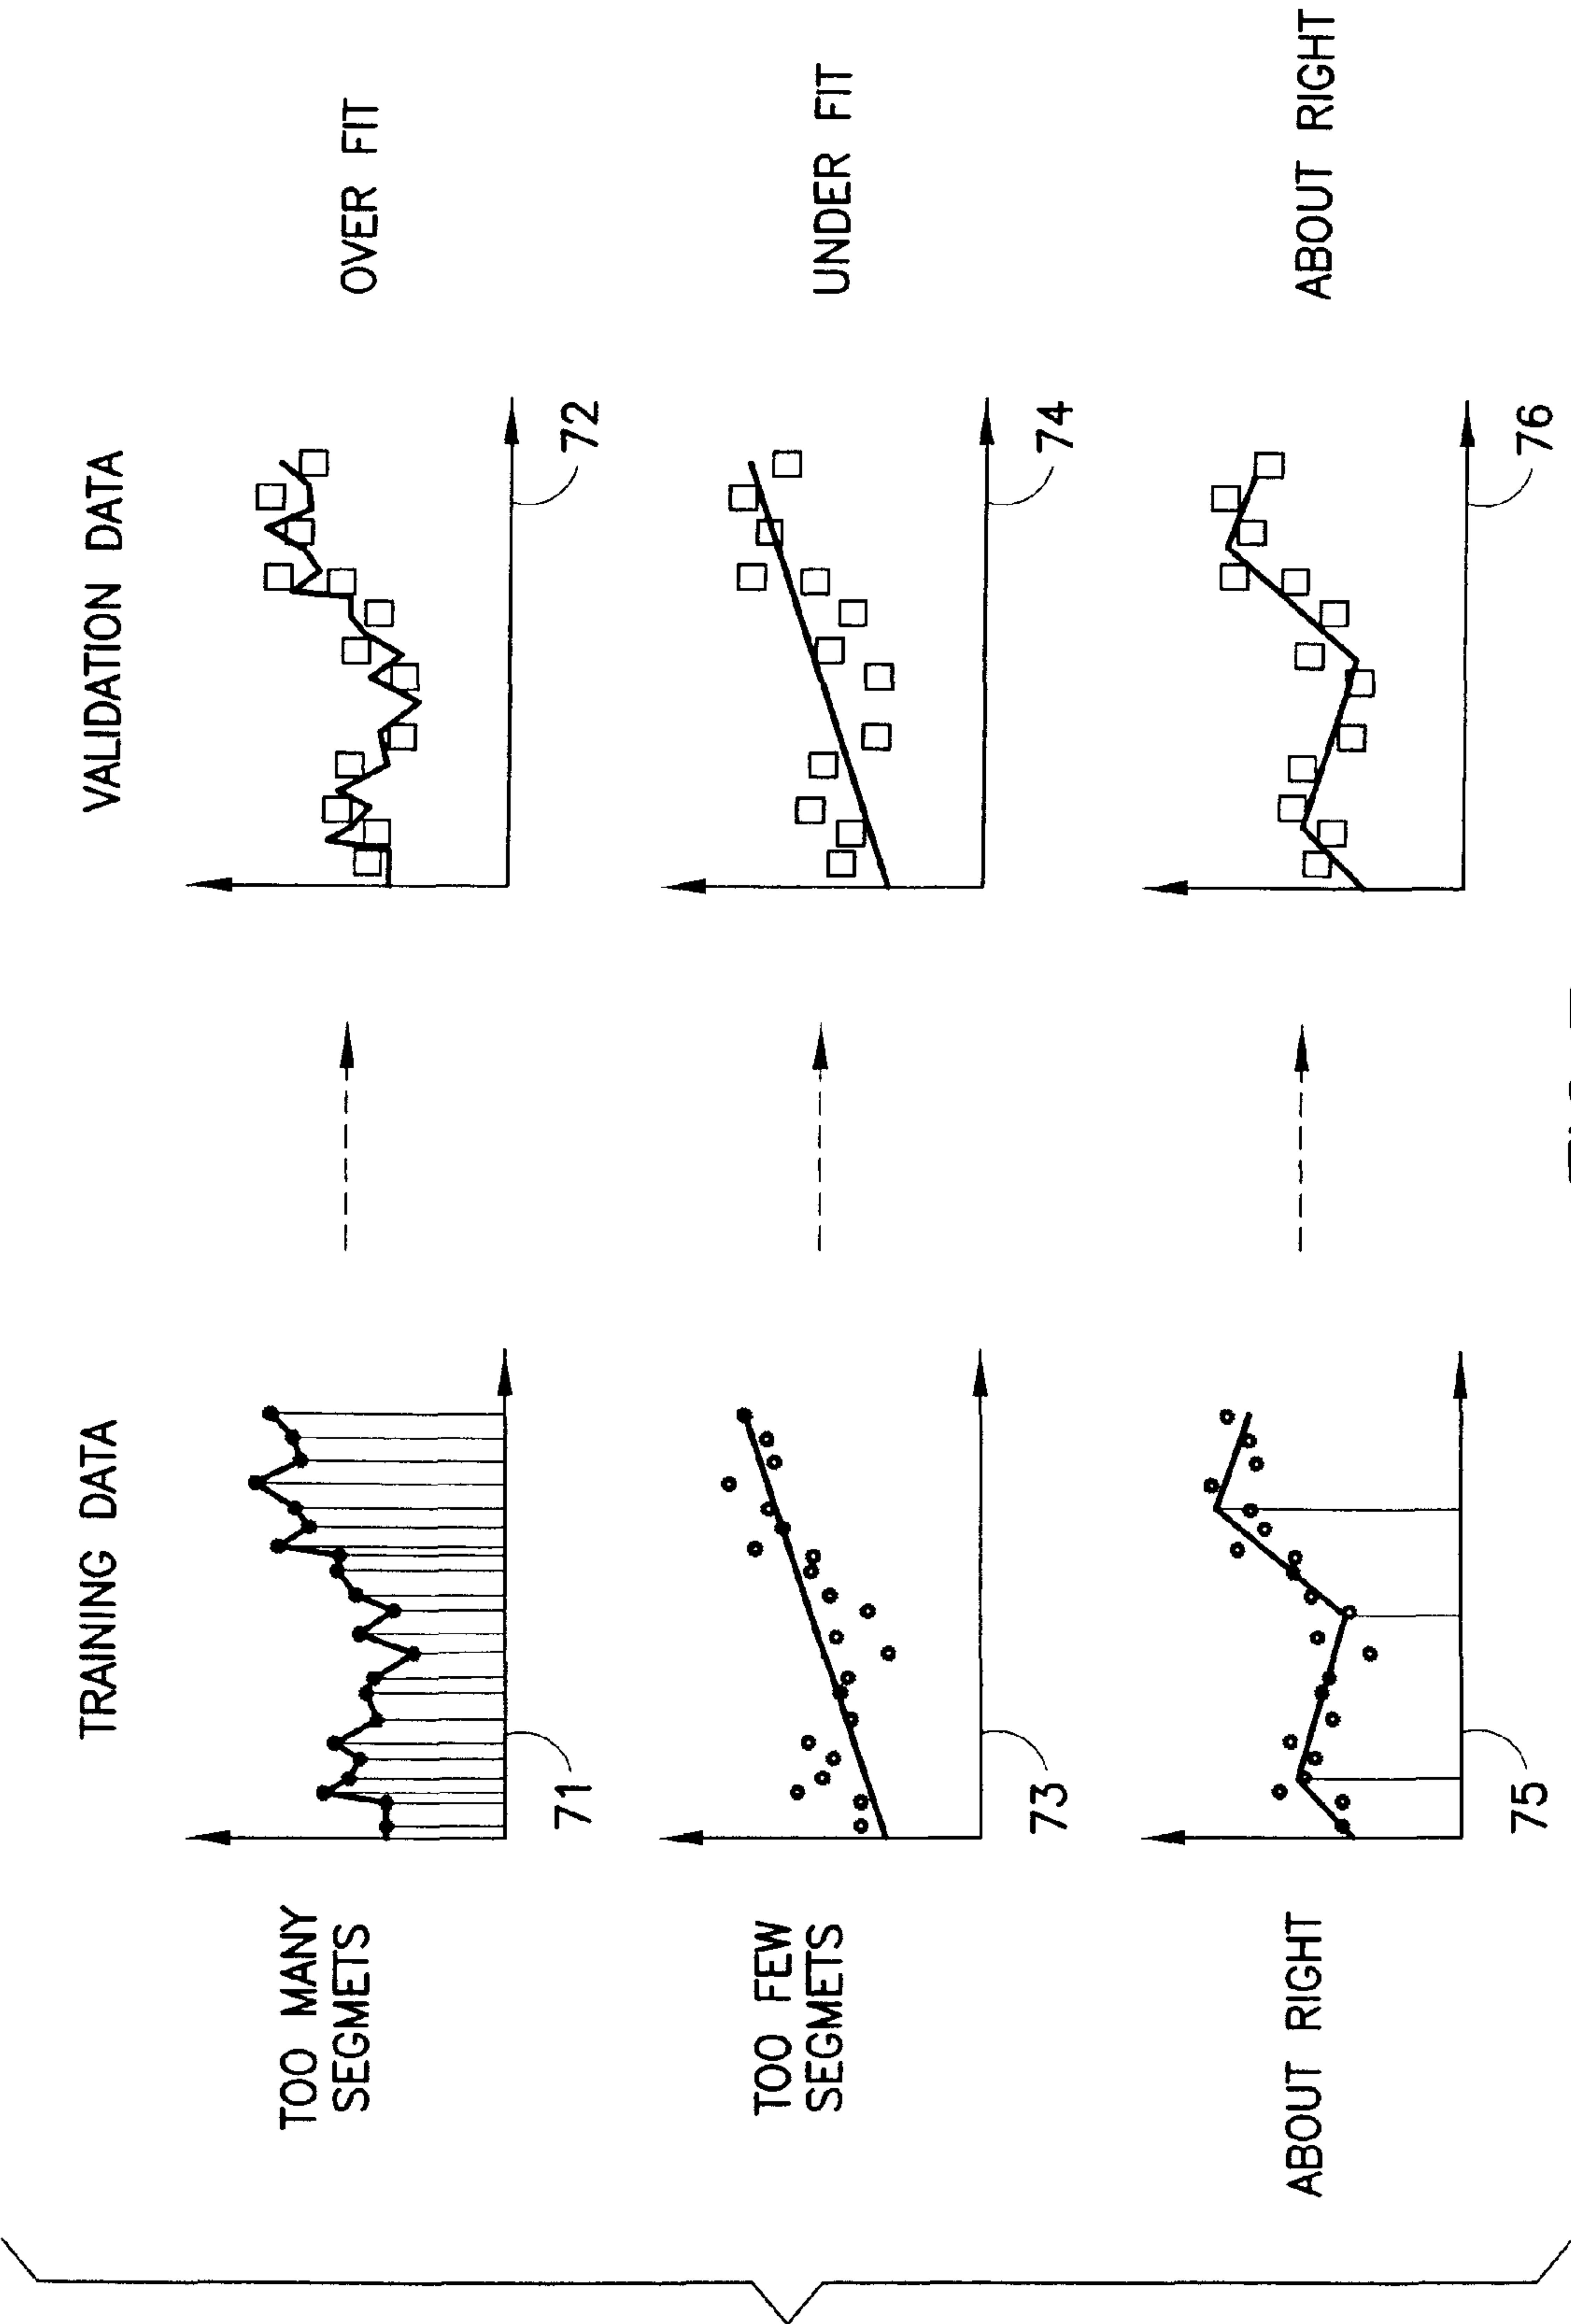 TRAINING DATA
VALIDATION DATA
TOO MANY
SEGMETS
71
72
OVER FIT
TOO FEW
SEGMETS
73
74
UNDER FIT
ABOUT RIGHT
75
76
ABOUT RIGHT